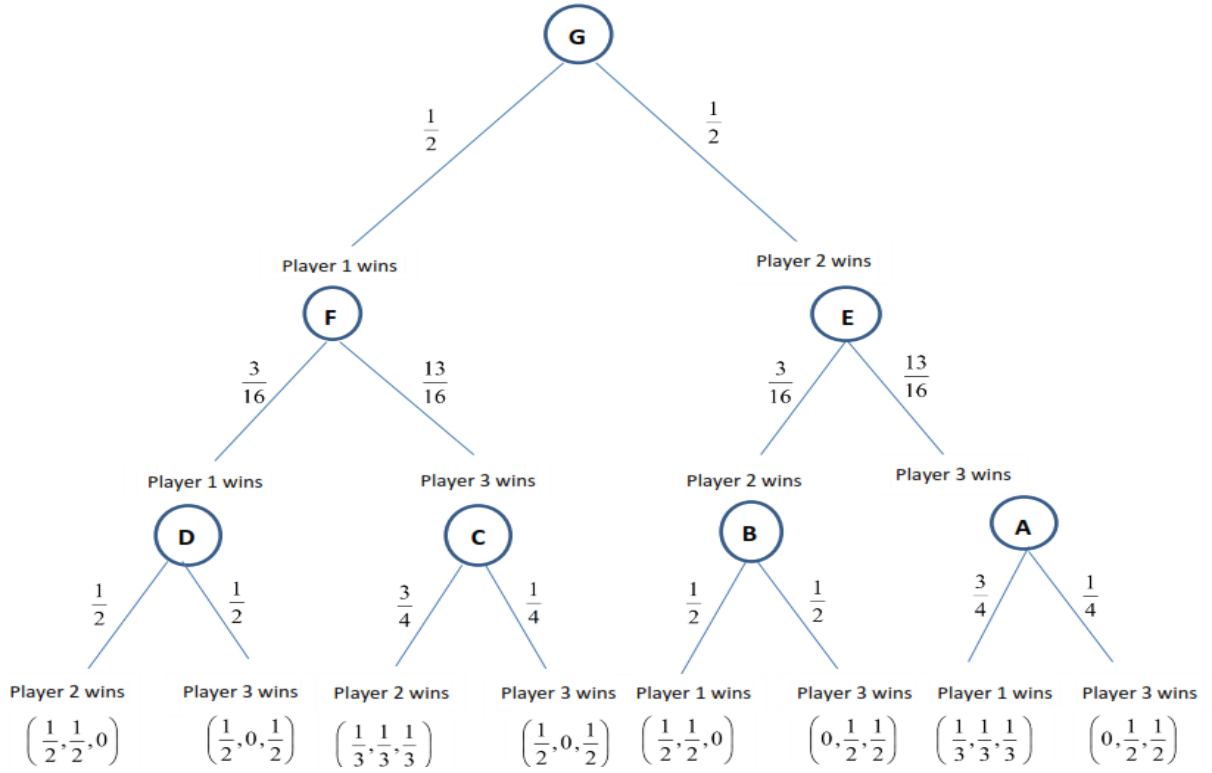 G
1/2 1/2
Player 1 wins Player 2 wins
F E
3/16 13/16 3/16 13/16
Player 1 wins Player 3 wins Player 2 wins Player 3 wins
D C B A
1/2 1/2 3/4 1/4 1/2 1/2 3/4 1/4
Player 2 wins Player 3 wins Player 2 wins Player 3 wins Player 1 wins Player 3 wins Player 1 wins Player 3 wins
(1/2, 1/2, 0) (1/2, 0, 1/2) (1/3, 1/3, 1/3) (1/2, 0, 1/2) (1/2, 1/2, 0) (0, 1/2, 1/2) (1/3, 1/3, 1/3) (0, 1/2, 1/2)